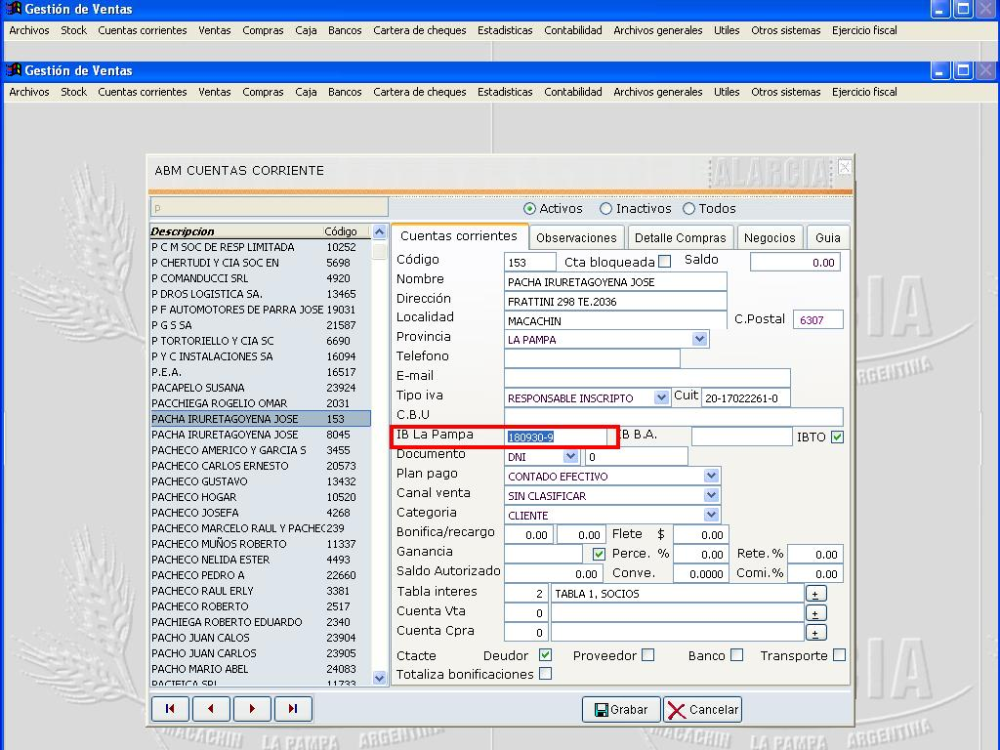 Gestión de Ventas
Archivos Stock Cuentas corrientes Ventas Compras Caja Bancos Cartera de cheques Estadisticas Contabilidad Archivos generales Utiles Otros sistemas Ejercicio fiscal
Gestión de Ventas
Archivos Stock Cuentas corrientes Ventas Compras Caja Bancos Cartera de cheques Estadisticas Contabilidad Archivos generales Utiles Otros sistemas Ejercicio fiscal
ABM CUENTAS CORRIENTE
ALARCIA
p
Activos Inactivos Todos
Descripcion Código
P C M SOC DE RESP LIMITADA 10252
P CHERTUDI Y CIA SOC EN 5698
P COMANDUCCI SRL 4920
P DROS LOGISTICA SA. 13465
P F AUTOMOTORES DE PARRA JOSE 19031
P G S SA 21587
P TORTORIELLO Y CIA SC 6690
P Y C INSTALACIONES SA 16094
P.E.A. 16517
PACAPELO SUSANA 23924
PACCHIEGA ROGELIO OMAR 2031
PACHA IRURETAGOYENA JOSE 153
PACHA IRURETAGOYENA JOSE 8045
PACHECO AMERICO Y GARCIA S 3455
PACHECO CARLOS ERNESTO 20573
PACHECO GUSTAVO 13432
PACHECO HOGAR 10520
PACHECO JOSEFA 4268
PACHECO MARCELO RAUL Y PACHEC 239
PACHECO MUÑOS ROBERTO 11337
PACHECO NELIDA ESTER 4493
PACHECO PEDRO A 22660
PACHECO RAUL ERLY 3381
PACHECO ROBERTO 2517
PACHIEGA ROBERTO EDUARDO 2340
PACHO JUAN CALOS 23904
PACHO JUAN CARLOS 23905
PACHO MARIO ABEL 24083
PACIFICA SRL 11733
Cuentas corrientes Observaciones Detalle Compras Negocios Guia
Código 153 Cta bloqueada Saldo 0.00
Nombre PACHA IRURETAGOYENA JOSE
Dirección FRATTINI 298 TE.2036
Localidad MACACHIN C.Postal 6307
Provincia LA PAMPA
Telefono
E-mail
Tipo iva RESPONSABLE INSCRIPTO Cuit 20-17022261-0
C.B.U
IB La Pampa 180930-9 B B.A. IBTO
Documento DNI 0
Plan pago CONTADO EFECTIVO
Canal venta SIN CLASIFICAR
Categoria CLIENTE
Bonifica/recargo 0.00 0.00 Flete $ 0.00
Ganancia Perce. % 0.00 Rete.% 0.00
Saldo Autorizado 0.00 Conve. 0.0000 Comi.% 0.00
Tabla interes 2 TABLA 1, SOCIOS ±
Cuenta Vta 0 ±
Cuenta Cpra 0 ±
Ctacte Deudor Proveedor Banco Transporte
Totaliza bonificaciones
Grabar Cancelar
CIA
ARGENTINA
CIA
MACACHIN LA PAMPA ARGENTINA MACACHIN LA PAMPA ARGENTINA